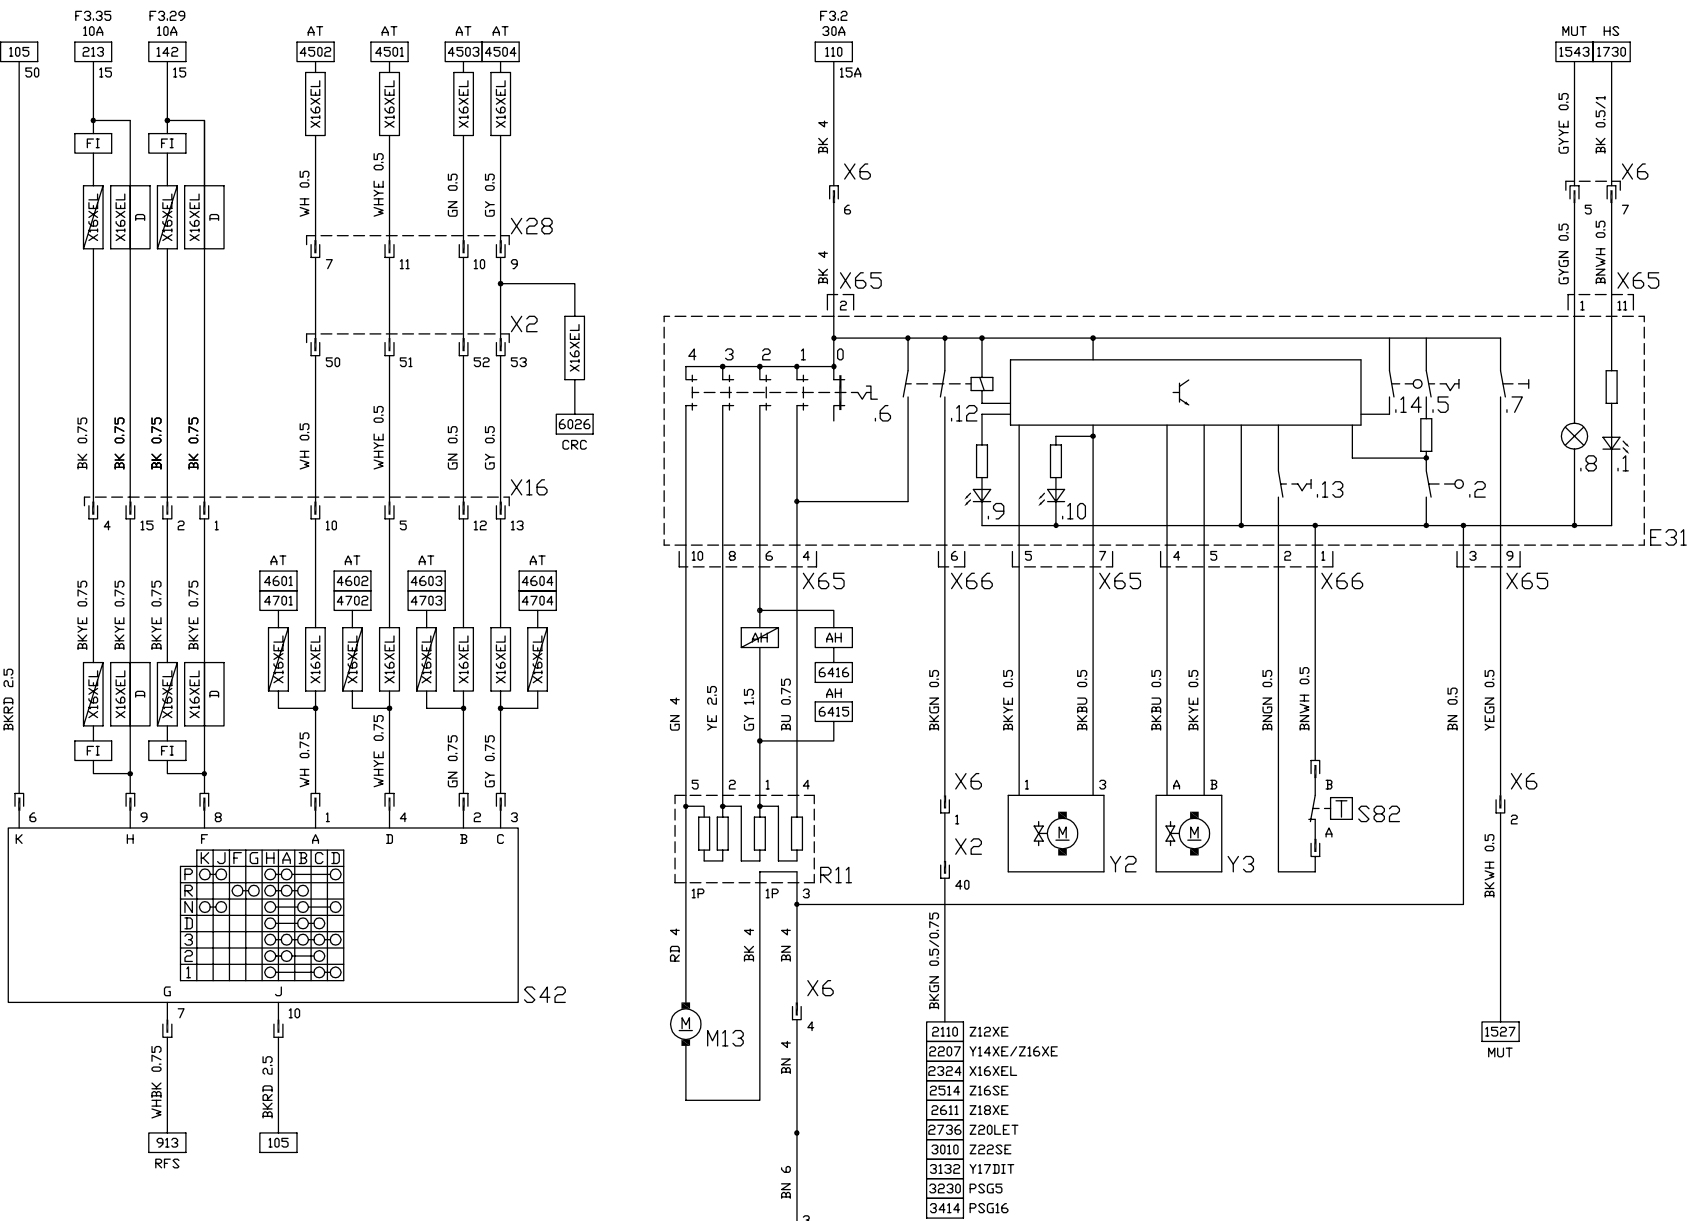 F3.35 F3.29 AT AT AT AT F3.2 MUT HS
10A 10A 30A
105 213 142 4502 4501 4503 4504 110 1543 1730
50 15 15 15A
X16XEL X16XEL X16XEL X16XEL
BK 4 GYYE 0.5 BK 0.5/1
FI FI
X6 X6
WH 0.5 WHYE 0.5 GN 0.5 GY 0.5
6 5 7
X16XEL X16XEL D X16XEL X16XEL D
X28
7 11 10 9
BK 4 GYGN 0.5 BNWH 0.5
X65 X65
2 1 11
X2
50 51 52 53
X16XEL
4 3 2 1 0
6026
CRC
.6 .12 .14 .5 .7
BK 0.75 BK 0.75 BK 0.75 BK 0.75 WH 0.5 WHYE 0.5 GN 0.5 GY 0.5
.8 .1
X16
.9 .10 .13 .2
4 15 2 1 10 5 12 13
E31
10 8 6 4 6 5 7 4 5 2 1 3 9
X65 X66 X65 X66 X65
AT AT AT AT
4601 4602 4603 4604
4701 4702 4703 4704
BKYE 0.75 BKYE 0.75 BKYE 0.75 BKYE 0.75
X16XEL X16XEL X16XEL X16XEL X16XEL X16XEL X16XEL X16XEL
AH AH
6416
AH
6415
BKRD 2.5
X16XEL X16XEL D X16XEL X16XEL D
GN 4 YE 2.5 GY 1.5 BU 0.75 BKGN 0.5 BKYE 0.5 BKBU 0.5 BKBU 0.5 BKYE 0.5 BNGN 0.5 BNWH 0.5 BN 0.5 YEGN 0.5
FI FI
WH 0.75 WHYE 0.75 GN 0.75 GY 0.75
5 2 1 4 X6 1 3 A B B X6
6 9 8 1 4 2 3
1 2
T S82
K H F A D B C
M M A
X2
40
Y2 Y3
R11
1P 1P 3
BKWH 0.5
K J F G H A B C D
P
R
N
D
3
2
1
RD 4 BK 4 BN 4 BKGN 0.5/0.75
G J
S42
7 10
X6
4
M M13
WHBK 0.75 BKRD 2.5
BN 4
2110 Z12XE
2207 Y14XE/Z16XE
2324 X16XEL
2514 Z16SE
2611 Z18XE
2736 Z20LET
3010 Z22SE
3132 Y17DIT
3230 PSG5
3414 PSG16
1527
MUT
913 105
RFS
BN 6
3